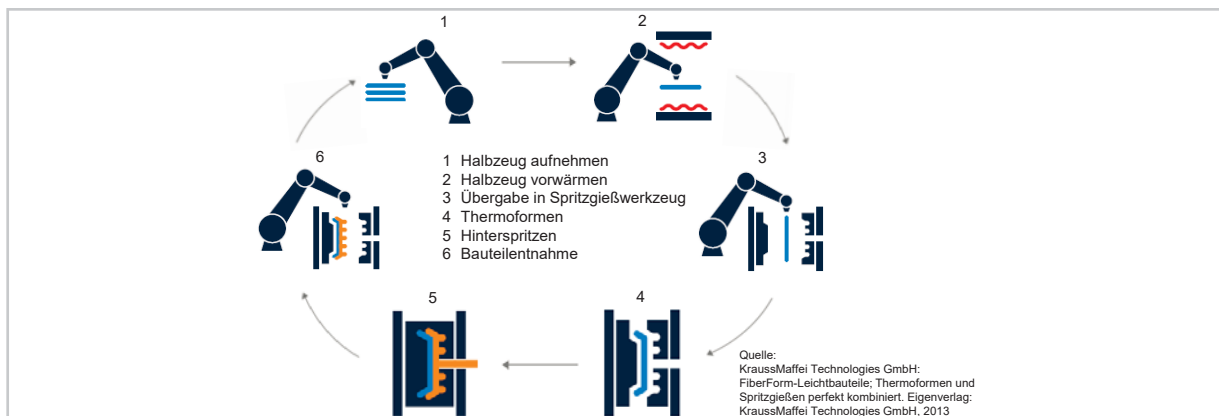 1
2
6
3
1 Halbzeug aufnehmen
2 Halbzeug vorwärmen
3 Übergabe in Spritzgießwerkzeug
4 Thermoformen
5 Hinterspritzen
6 Bauteilentnahme
5
4
Quelle:
KraussMaffei Technologies GmbH:
FiberForm-Leichtbauteile; Thermoformen und
Spritzgießen perfekt kombiniert. Eigenverlag:
KraussMaffei Technologies GmbH, 2013